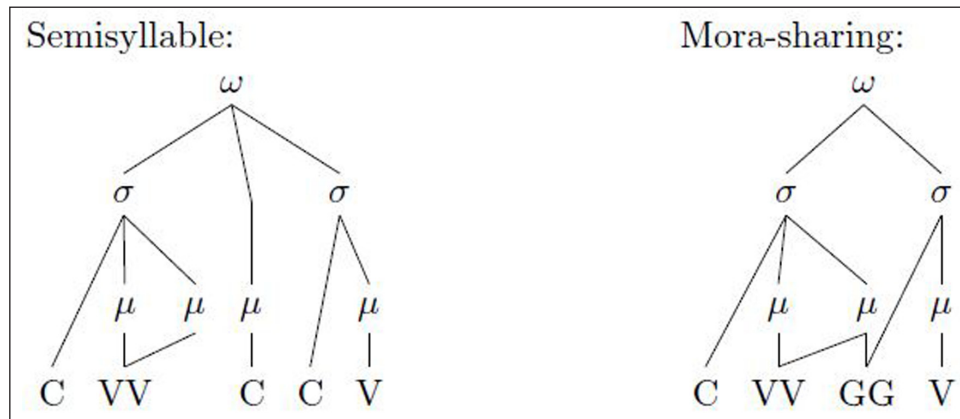 Semisyllable: Mora-sharing:
ω ω
σ σ σ σ
μ μ μ μ μ μ μ
C VV C C V C VV GG V